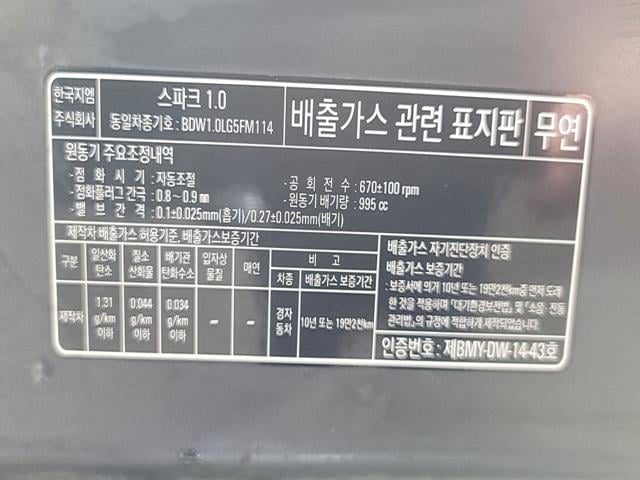 한국지엠
주식회사
스파크 1.0
동일차종기호 : BDW1.0LG5FM114
배출가스 관련 표지판
무연
원동기 주요조정내역
- 점 화 시 기 : 자동조절
- 점화플러그 간극 : 0.8~0.9㎜
- 밸 브 간 격 : 0.1±0.025mm(흡기)/0.27±0.025mm(배기)
- 공 회 전 수 : 670±100 rpm
- 원동기 배기량 : 995 cc
제작차 배출가스 허용기준, 배출가스보증기간
구분 일산화탄소 질소산화물 배기관탄화수소 입자상물질 매연 비 고
차종 배출가스 보증기간
제작차 1.31 g/km 이하 0.044 g/km 이하 0.034 g/km 이하 - - 경자동차 10년 또는 19만2천km
배출가스 자기진단장치 인증
배출가스 보증기간
: 보증서에 의거 10년 또는 19만2천km중 먼저 도래
한 것을 적용하며 「대기환경보전법」 및 「소음·진동
관리법」의 규정에 적합하게 제작되었습니다.
인증번호 : 제BMY-DW-14-43호